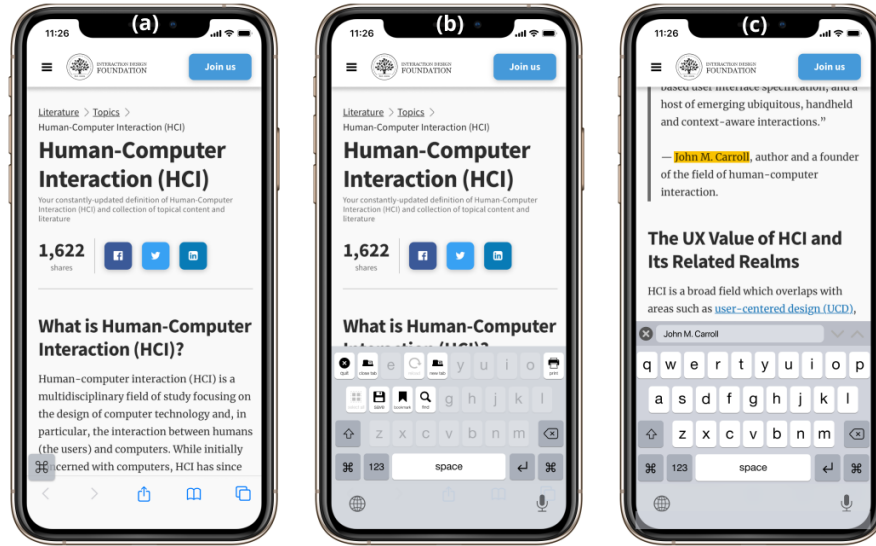 (a)
11:26
INTERACTION DESIGN
FOUNDATION
Join us
Literature > Topics >
Human-Computer Interaction (HCI)
Human-Computer
Interaction (HCI)
Your constantly-updated definition of Human-Computer
Interaction (HCI) and collection of topical content and
literature
1,622
shares
What is Human-Computer
Interaction (HCI)?
Human-computer interaction (HCI) is a
multidisciplinary field of study focusing on
the design of computer technology and, in
particular, the interaction between humans
(the users) and computers. While initially
concerned with computers, HCI has since
(b)
11:26
INTERACTION DESIGN
FOUNDATION
Join us
Literature > Topics >
Human-Computer Interaction (HCI)
Human-Computer
Interaction (HCI)
Your constantly-updated definition of Human-Computer
Interaction (HCI) and collection of topical content and
literature
1,622
shares
What is Human-Computer
Interaction (HCI)?
quit close tab e new tab y u i o print
bookmark find g h j k l
z x c v b n m
⌘ 123 space ⌘
(c)
11:26
INTERACTION DESIGN
FOUNDATION
Join us
based user interface specification, and a
host of emerging ubiquitous, handheld
and context-aware interactions.”
— John M. Carroll, author and a founder
of the field of human-computer
interaction.
The UX Value of HCI and
Its Related Realms
HCI is a broad field which overlaps with
areas such as user-centered design (UCD),
John M. Carroll
q w e r t y u i o p
a s d f g h j k l
z x c v b n m
⌘ 123 space ⌘